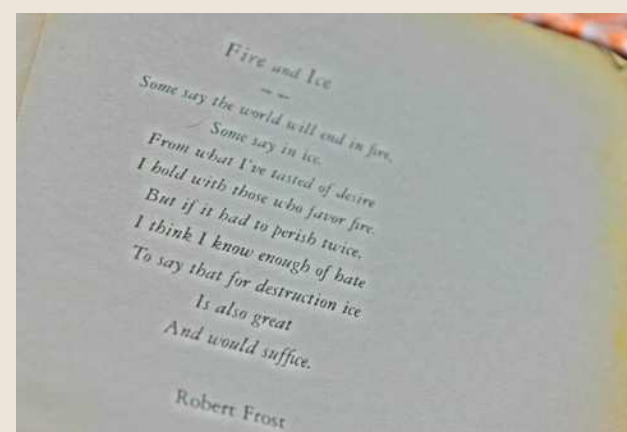 Fire and Ice
Some say the world will end in fire,
Some say in ice.
From what I've tasted of desire
I hold with those who favor fire.
But if it had to perish twice,
I think I know enough of hate
To say that for destruction ice
Is also great
And would suffice.
Robert Frost